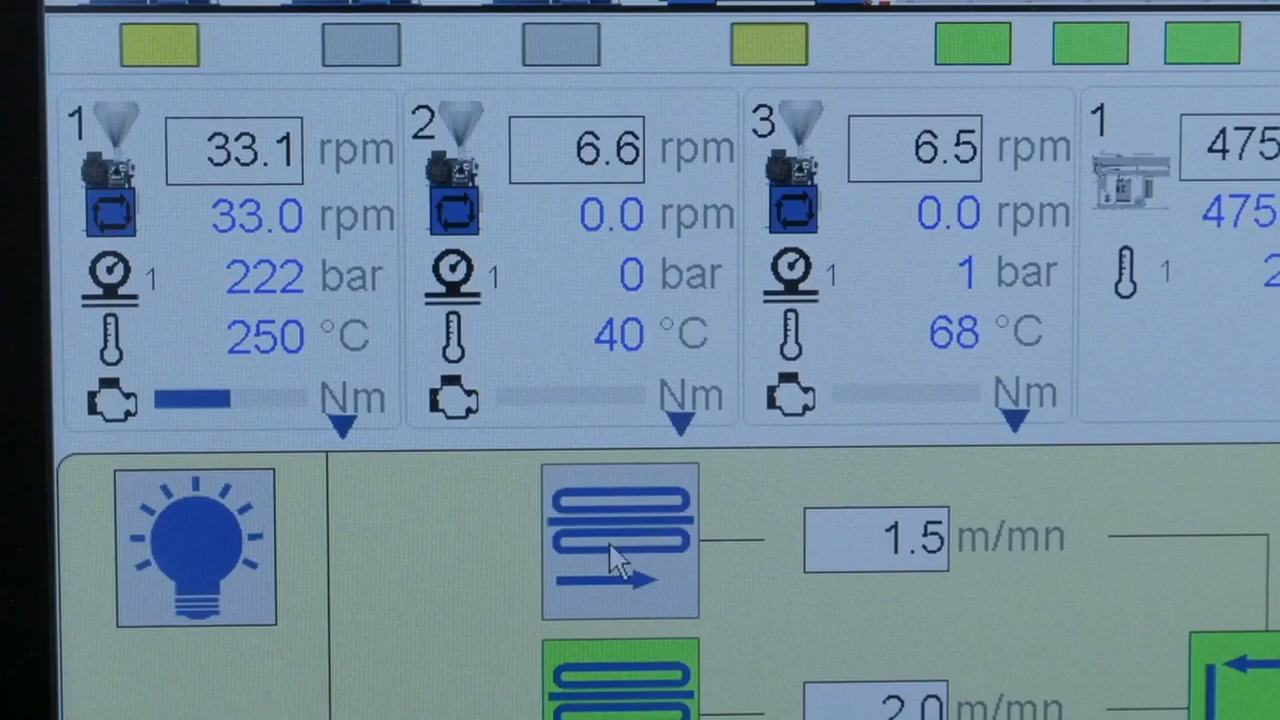 1 33.1 rpm 2 6.6 rpm 3 6.5 rpm 1 475
33.0 rpm 0.0 rpm 0.0 rpm 475
1 222 bar 1 0 bar 1 1 bar 1 2
250 °C 40 °C 68 °C
Nm Nm Nm
1.5 m/mn
2.0 m/mn